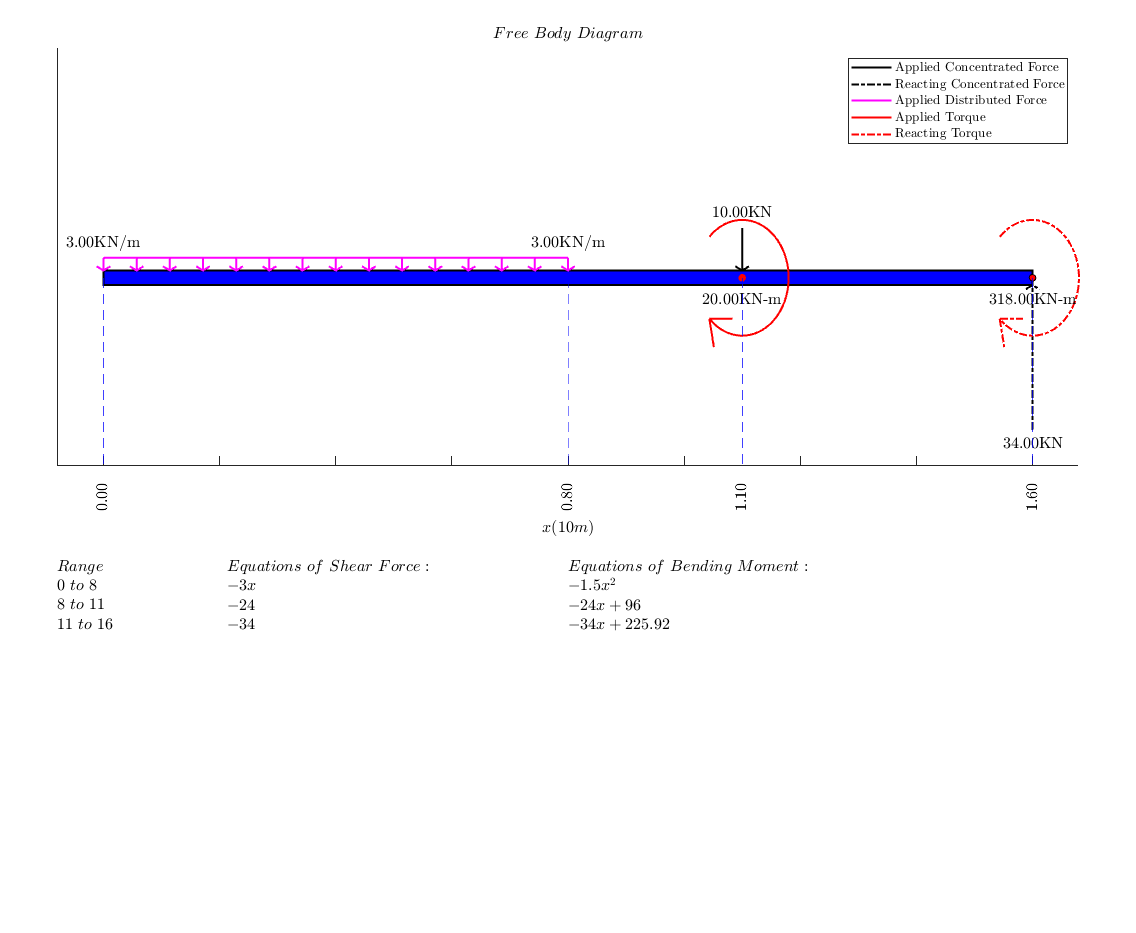 Free Body Diagram
Applied Concentrated Force
Reacting Concentrated Force
Applied Distributed Force
Applied Torque
Reacting Torque
10.00KN
3.00KN/m
3.00KN/m
20.00KN-m
318.00KN-m
34.00KN
0.00
0.80
1.10
1.60
x(10m)
Range Equations of Shear Force : Equations of Bending Moment :
0 to 8 −3x −1.5x²
8 to 11 −24 −24x + 96
11 to 16 −34 −34x + 225.92